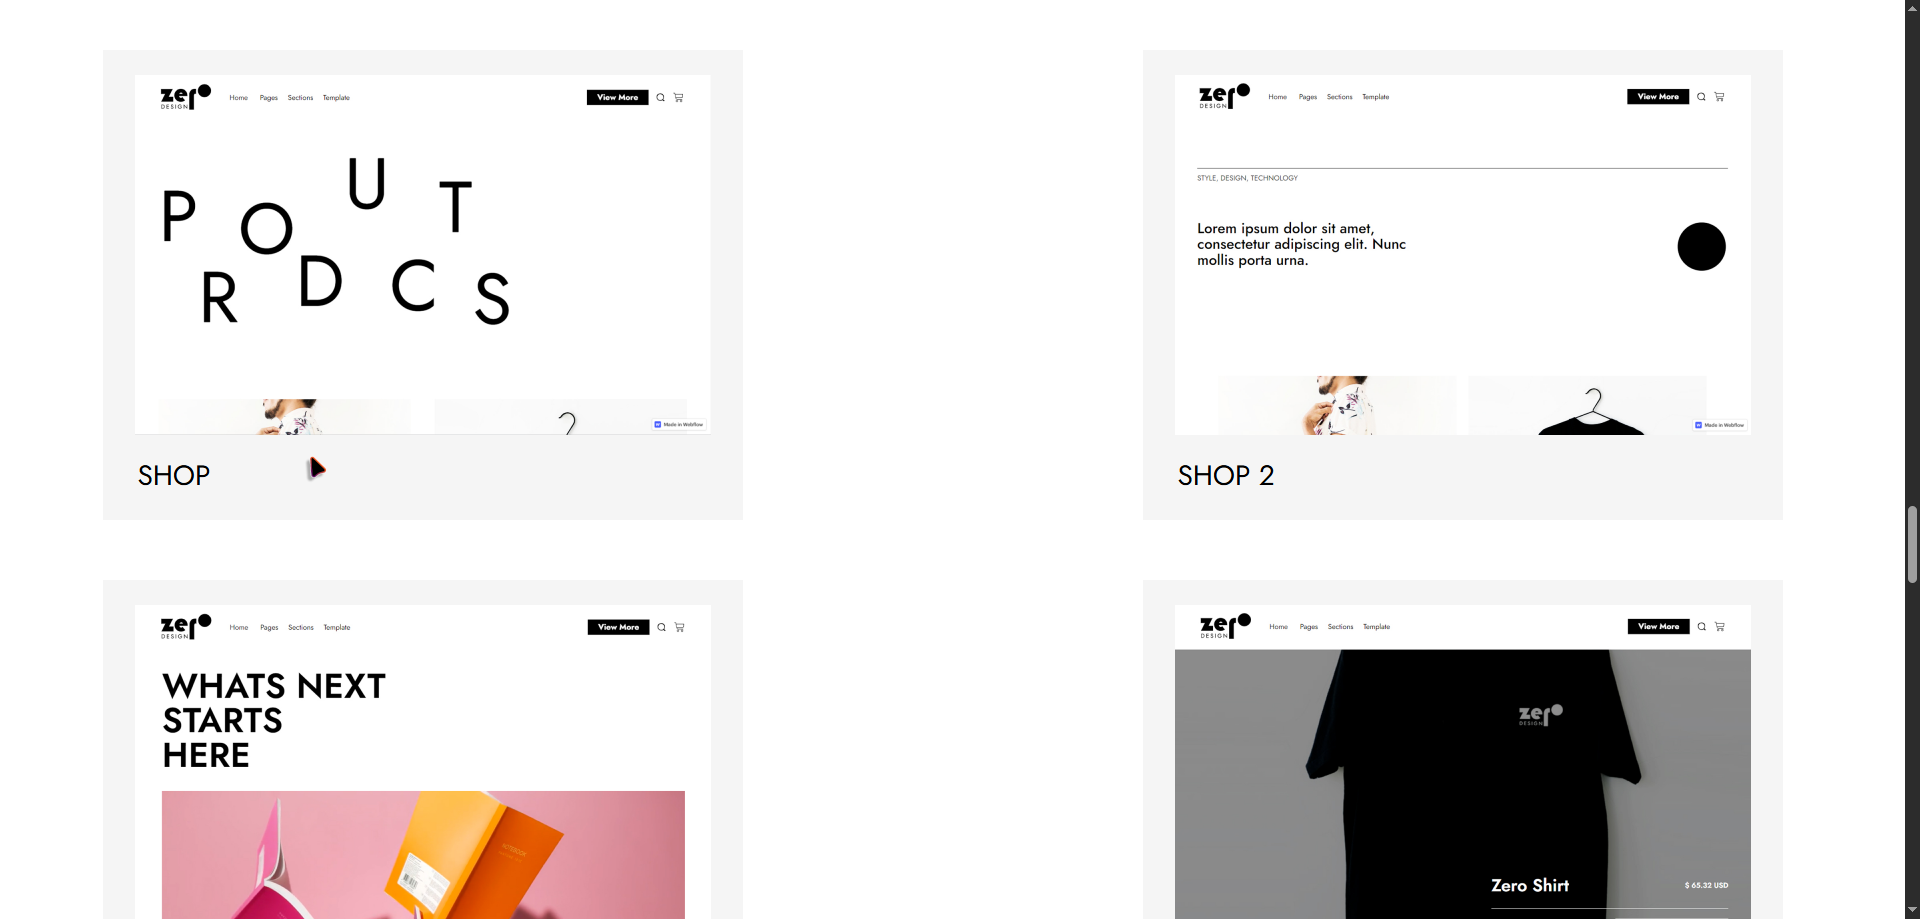 zero
DESIGN
Home Pages Sections Template
View More
P R O D U C T S
Made in Webflow
SHOP
zero
DESIGN
Home Pages Sections Template
View More
STYLE, DESIGN, TECHNOLOGY
Lorem ipsum dolor sit amet,
consectetur adipiscing elit. Nunc
mollis porta urna.
Made in Webflow
SHOP 2
zero
DESIGN
Home Pages Sections Template
View More
WHATS NEXT
STARTS
HERE
NOTEBOOK
zero
DESIGN
Home Pages Sections Template
View More
zero
DESIGN
Zero Shirt
$ 65.32 USD